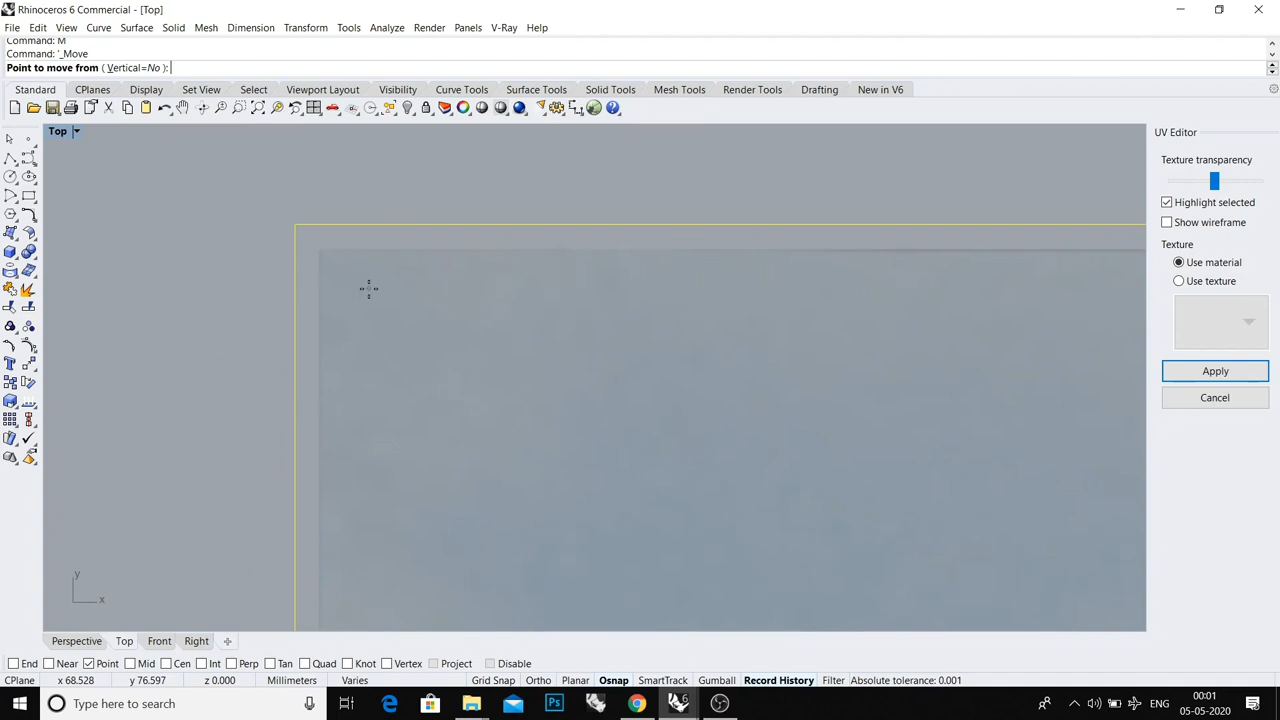 Rhinoceros 6 Commercial - [Top]
File Edit View Curve Surface Solid Mesh Dimension Transform Tools Analyze Render Panels V-Ray Help
Command: M
Command: '_Move
Point to move from ( Vertical=No ):
Standard CPlanes Display Set View Select Viewport Layout Visibility Curve Tools Surface Tools Solid Tools Mesh Tools Render Tools Drafting New in V6
Top
UV Editor
Texture transparency
Highlight selected
Show wireframe
Texture
Use material
Use texture
Apply
Cancel
y
x
Perspective Top Front Right
End Near Point Mid Cen Int Perp Tan Quad Knot Vertex Project Disable
CPlane x 68.528 y 76.597 z 0.000 Millimeters Varies Grid Snap Ortho Planar Osnap SmartTrack Gumball Record History Filter Absolute tolerance: 0.001
Type here to search
Ps
6
00:01
05-05-2020